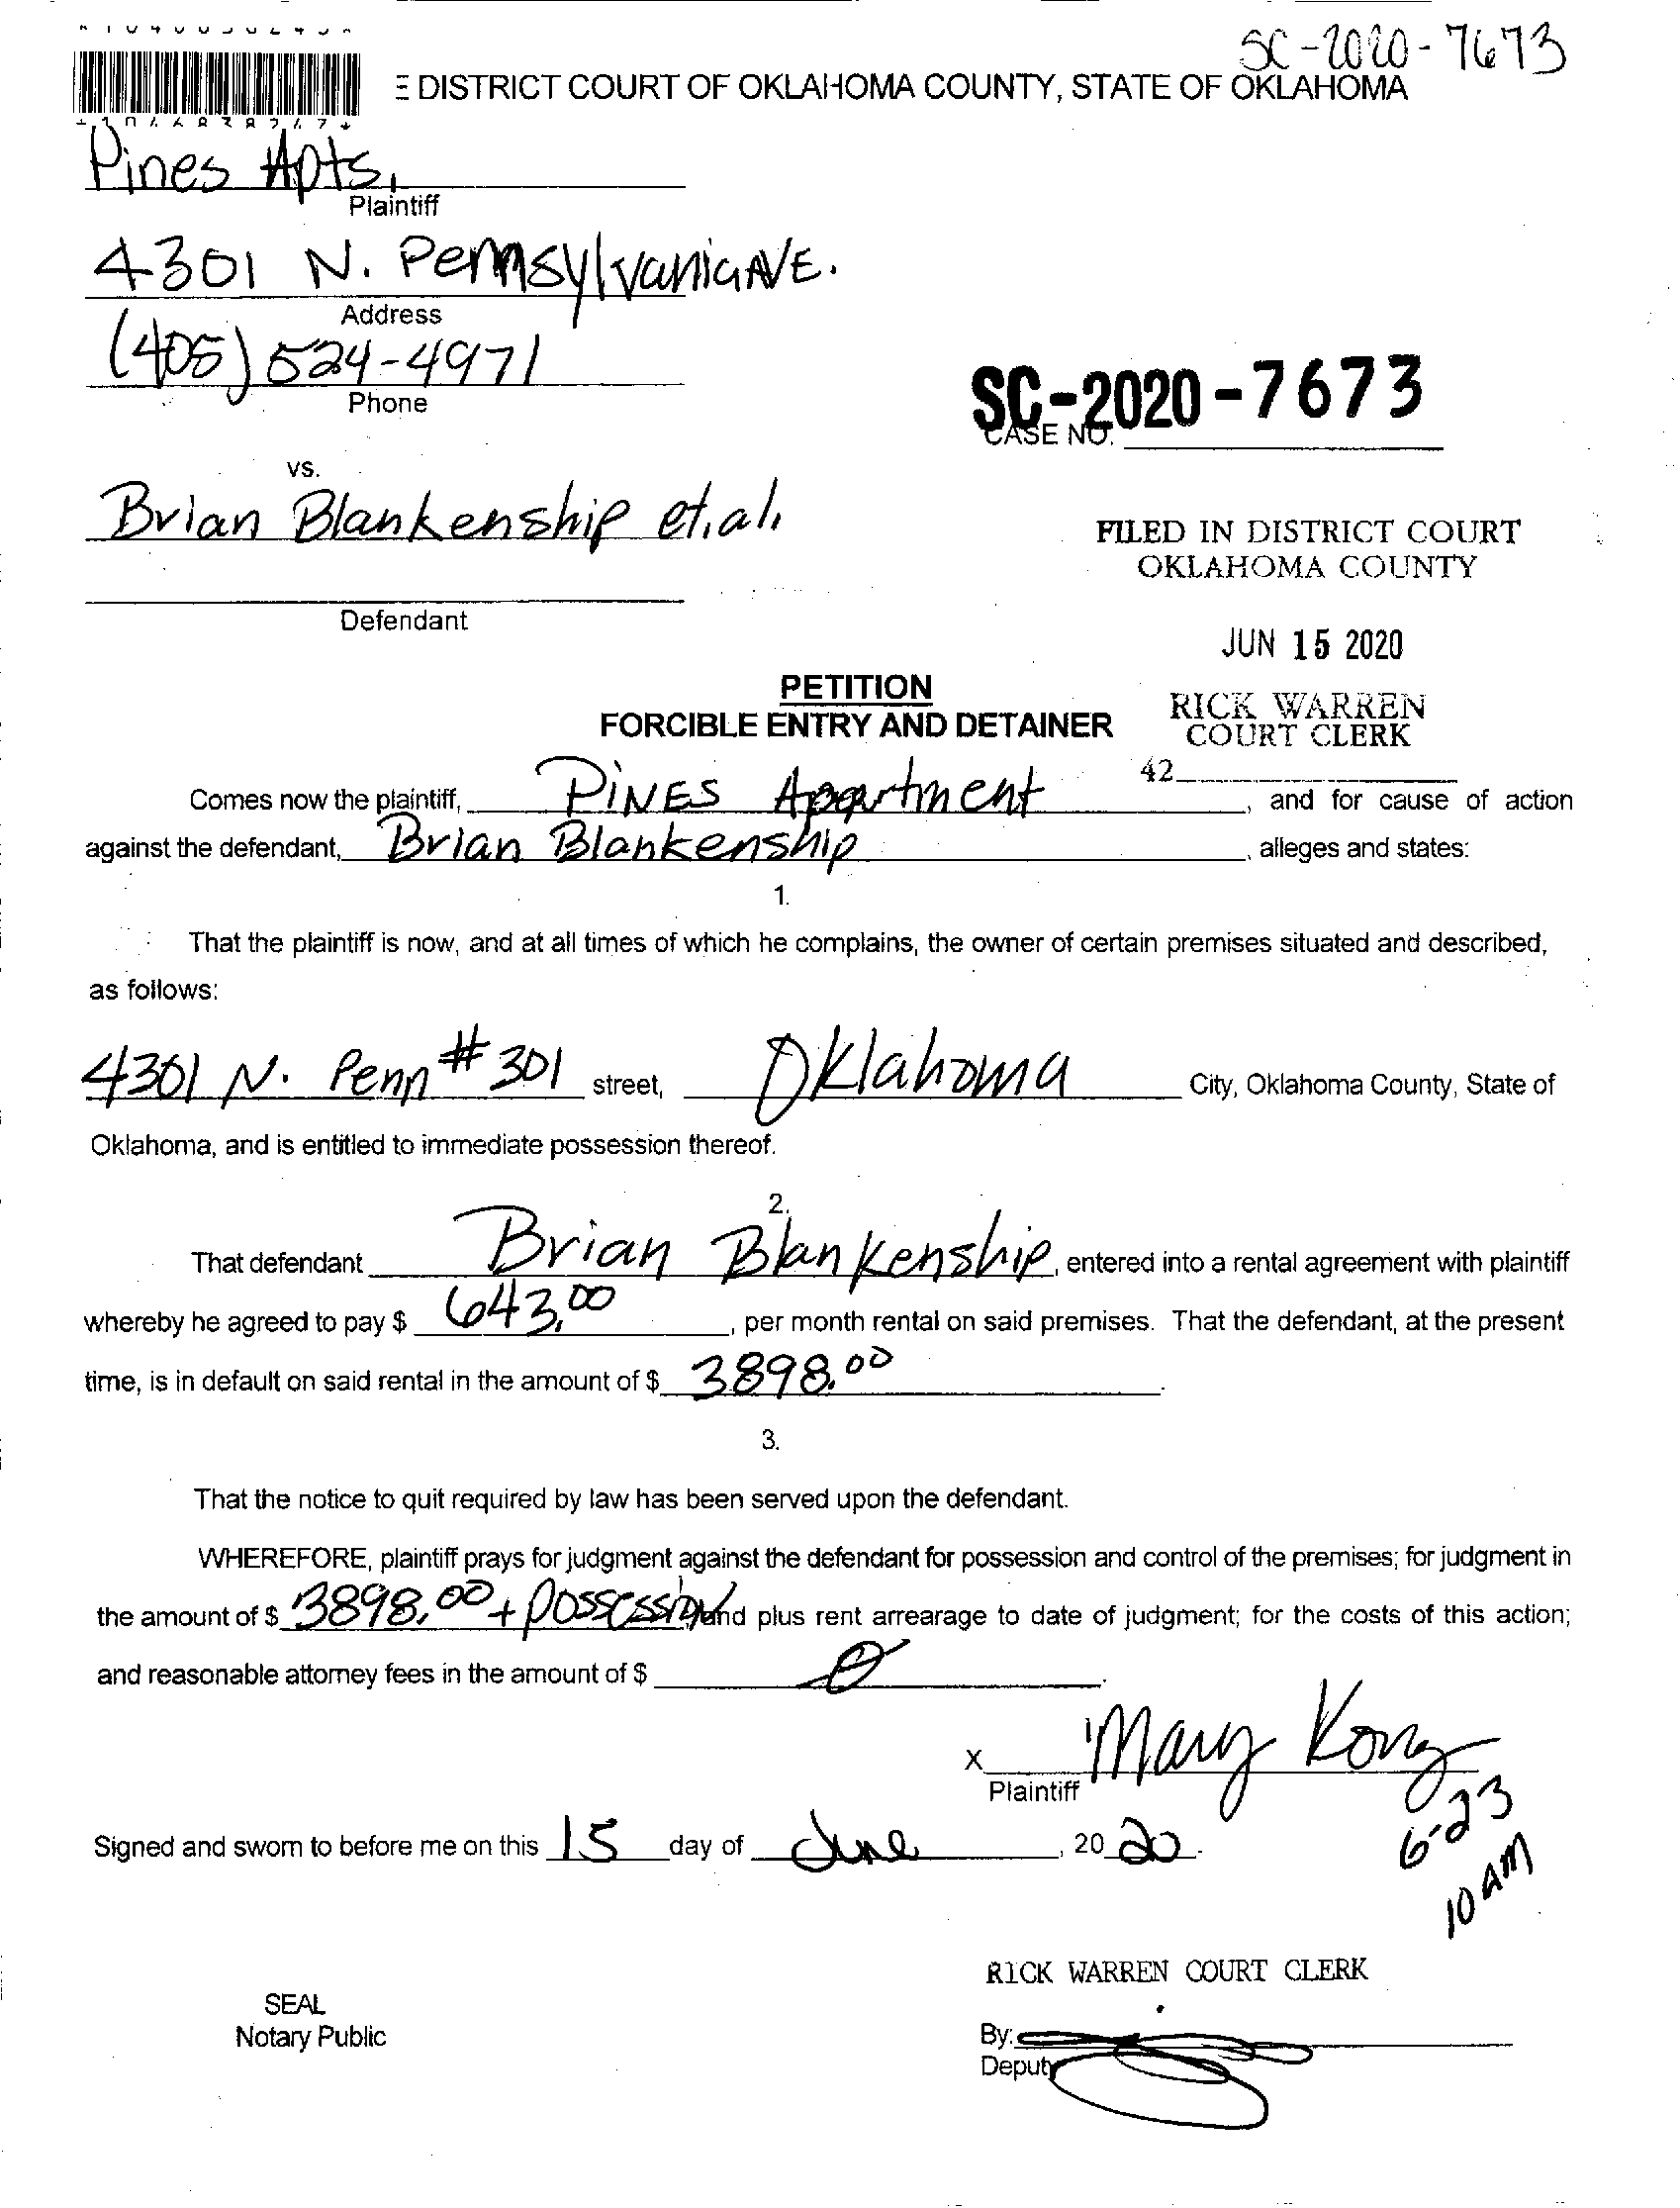 SC-2020-7673
E DISTRICT COURT OF OKLAHOMA COUNTY, STATE OF OKLAHOMA
Pines Apts,
Plaintiff
4301 N. Pennsylvania AVE.
Address
(405) 524-4971
Phone
SC-2020-7673
CASE NO.
vs.
Brian Blankenship et.al.
Defendant
FILED IN DISTRICT COURT
OKLAHOMA COUNTY
JUN 15 2020
RICK WARREN
COURT CLERK
42
PETITION
FORCIBLE ENTRY AND DETAINER
Comes now the plaintiff, PINES Apartment, and for cause of action
against the defendant, Brian Blankenship, alleges and states:
1.
That the plaintiff is now, and at all times of which he complains, the owner of certain premises situated and described,
as follows:
4301 N. Penn #301 street, Oklahoma City, Oklahoma County, State of
Oklahoma, and is entitled to immediate possession thereof.
2.
That defendant Brian Blankenship, entered into a rental agreement with plaintiff
whereby he agreed to pay $ 643.00, per month rental on said premises. That the defendant, at the present
time, is in default on said rental in the amount of $ 3898.00.
3.
That the notice to quit required by law has been served upon the defendant.
WHEREFORE, plaintiff prays for judgment against the defendant for possession and control of the premises; for judgment in
the amount of $ 3898.00 + possession and plus rent arrearage to date of judgment; for the costs of this action;
and reasonable attorney fees in the amount of $ 0.
X Mary Kong
Plaintiff
6-23
10 AM
Signed and sworn to before me on this 15 day of June, 2020.
RICK WARREN COURT CLERK
SEAL
Notary Public
By:
Deputy